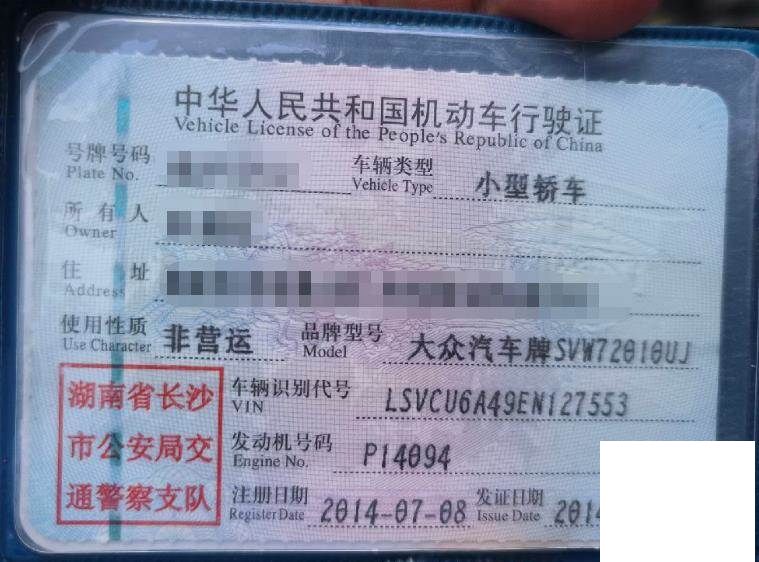 中华人民共和国机动车行驶证
Vehicle License of the People's Republic of China
号牌号码 车辆类型 小型轿车
Plate No. Vehicle Type
所有人
Owner
住址
Address
使用性质 非营运 品牌型号 大众汽车牌SVW72010UJ
Use Character Model
车辆识别代号 LSVCU6A49EN127553
VIN
发动机号码 P14094
Engine No.
注册日期 2014-07-08 发证日期 2014
Register Date Issue Date
湖南省长沙
市公安局交
通警察支队